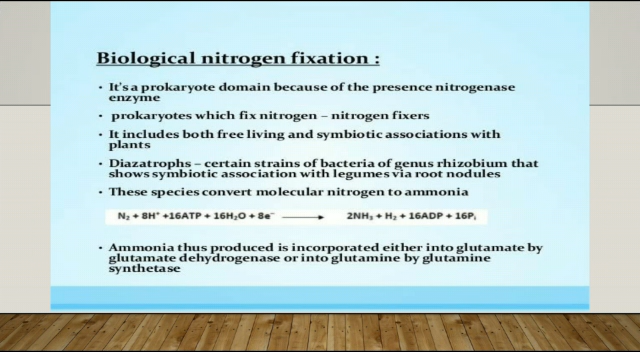 Biological nitrogen fixation :
• It's a prokaryote domain because of the presence nitrogenase
enzyme
• prokaryotes which fix nitrogen – nitrogen fixers
• It includes both free living and symbiotic associations with
plants
• Diazatrophs – certain strains of bacteria of genus rhizobium that
shows symbiotic association with legumes via root nodules
• These species convert molecular nitrogen to ammonia
N₂ + 8H⁺ +16ATP + 16H₂O + 8e⁻ ⟶ 2NH₃ + H₂ + 16ADP + 16Pᵢ
• Ammonia thus produced is incorporated either into glutamate by
glutamate dehydrogenase or into glutamine by glutamine
synthetase